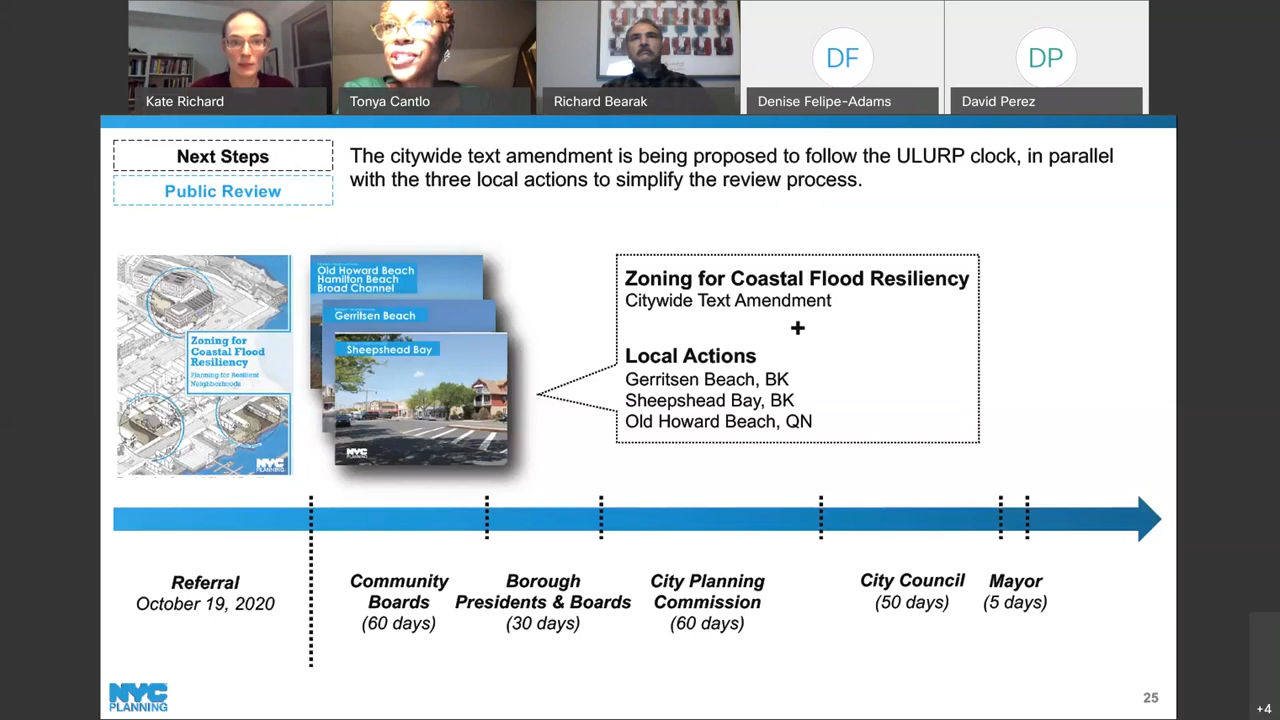 Kate Richard
Tonya Cantlo
Richard Bearak
DF
Denise Felipe-Adams
DP
David Perez
Next Steps
Public Review
The citywide text amendment is being proposed to follow the ULURP clock, in parallel
with the three local actions to simplify the review process.
Zoning for
Coastal Flood
Resiliency
Planning for Resilient
Neighborhoods
NYC
PLANNING
Old Howard Beach
Hamilton Beach
Broad Channel
Gerritsen Beach
Sheepshead Bay
NYC
PLANNING
Zoning for Coastal Flood Resiliency
Citywide Text Amendment
+
Local Actions
Gerritsen Beach, BK
Sheepshead Bay, BK
Old Howard Beach, QN
Referral
October 19, 2020
Community
Boards
(60 days)
Borough
Presidents & Boards
(30 days)
City Planning
Commission
(60 days)
City Council
(50 days)
Mayor
(5 days)
NYC
PLANNING
25
+4